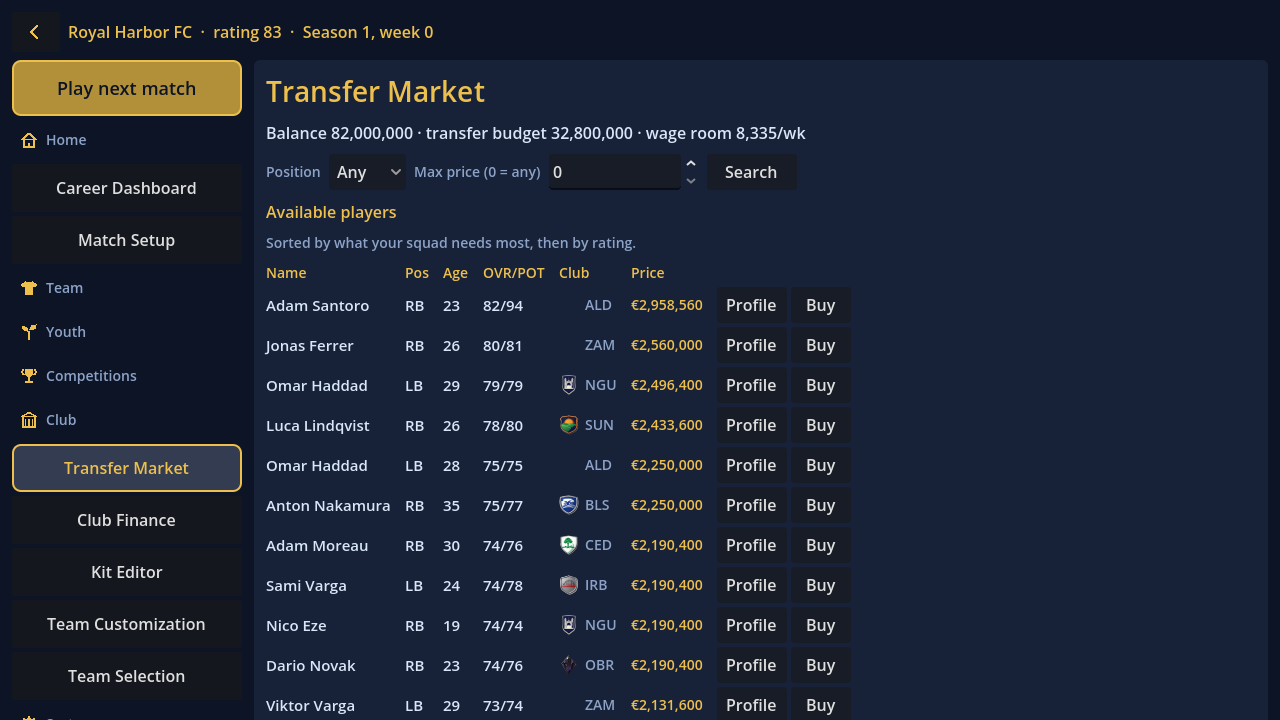 Royal Harbor FC · rating 83 · Season 1, week 0
Play next match
Home
Career Dashboard
Match Setup
Team
Youth
Competitions
Club
Transfer Market
Club Finance
Kit Editor
Team Customization
Team Selection
Transfer Market
Balance 82,000,000 · transfer budget 32,800,000 · wage room 8,335/wk
Position Any Max price (0 = any) 0 Search
Available players
Sorted by what your squad needs most, then by rating.
Name Pos Age OVR/POT Club Price
Adam Santoro RB 23 82/94 ALD €2,958,560 Profile Buy
Jonas Ferrer RB 26 80/81 ZAM €2,560,000 Profile Buy
Omar Haddad LB 29 79/79 NGU €2,496,400 Profile Buy
Luca Lindqvist RB 26 78/80 SUN €2,433,600 Profile Buy
Omar Haddad LB 28 75/75 ALD €2,250,000 Profile Buy
Anton Nakamura RB 35 75/77 BLS €2,250,000 Profile Buy
Adam Moreau RB 30 74/76 CED €2,190,400 Profile Buy
Sami Varga LB 24 74/78 IRB €2,190,400 Profile Buy
Nico Eze RB 19 74/74 NGU €2,190,400 Profile Buy
Dario Novak RB 23 74/76 OBR €2,190,400 Profile Buy
Viktor Varga LB 29 73/74 ZAM €2,131,600 Profile Buy